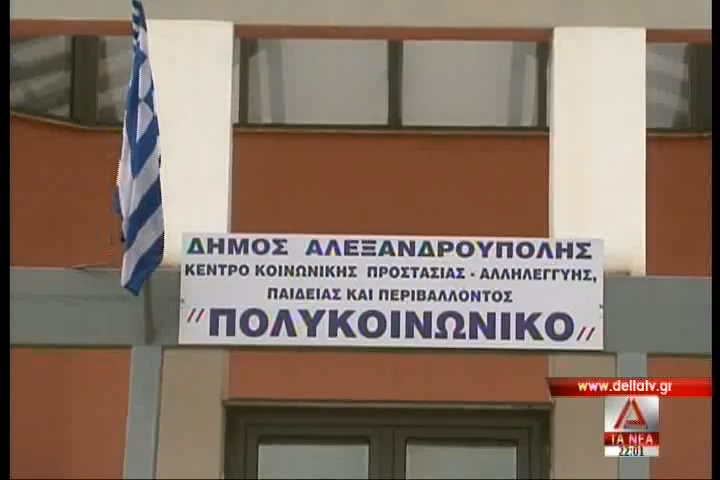 ΔΗΜΟΣ ΑΛΕΞΑΝΔΡΟΥΠΟΛΗΣ
ΚΕΝΤΡΟ ΚΟΙΝΩΝΙΚΗΣ ΠΡΟΣΤΑΣΙΑΣ - ΑΛΛΗΛΕΓΓΥΗΣ,
ΠΑΙΔΕΙΑΣ ΚΑΙ ΠΕΡΙΒΑΛΛΟΝΤΟΣ
"ΠΟΛΥΚΟΙΝΩΝΙΚΟ"
www.deltatv.gr
ΤΑ ΝΕΑ
22:01